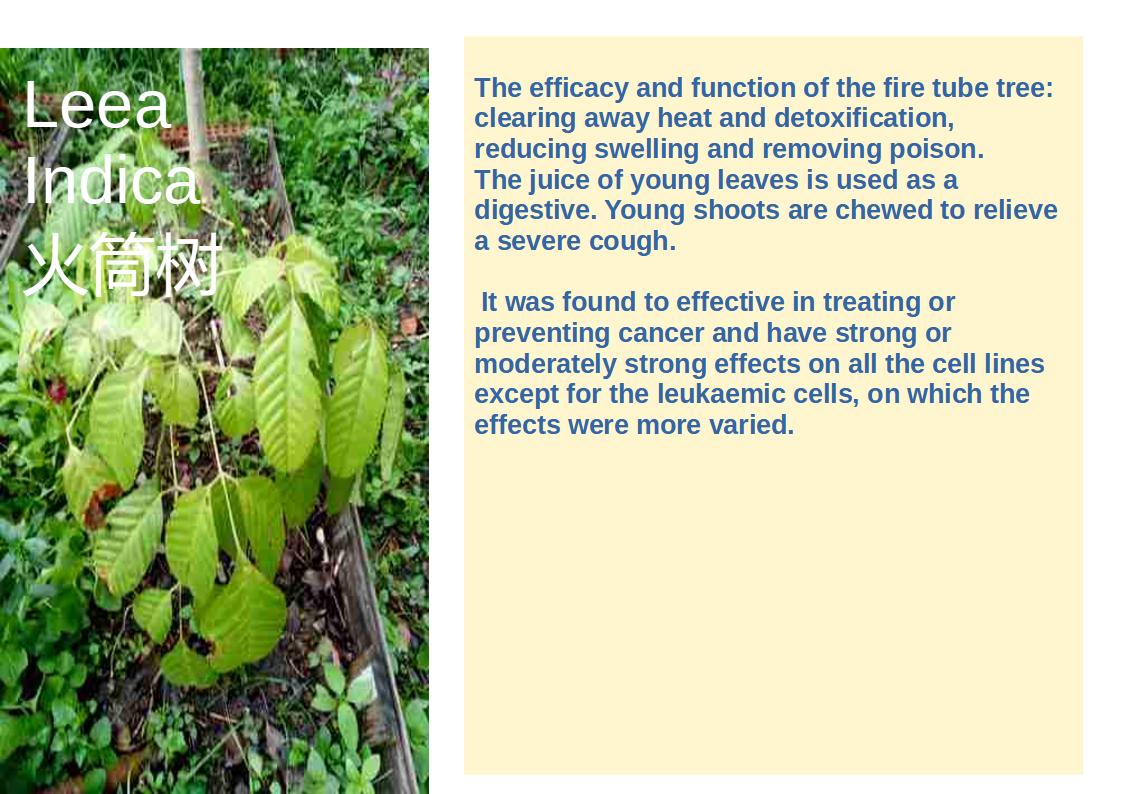 Leea
Indica
火筒树
The efficacy and function of the fire tube tree:
clearing away heat and detoxification,
reducing swelling and removing poison.
The juice of young leaves is used as a
digestive. Young shoots are chewed to relieve
a severe cough.
It was found to effective in treating or
preventing cancer and have strong or
moderately strong effects on all the cell lines
except for the leukaemic cells, on which the
effects were more varied.